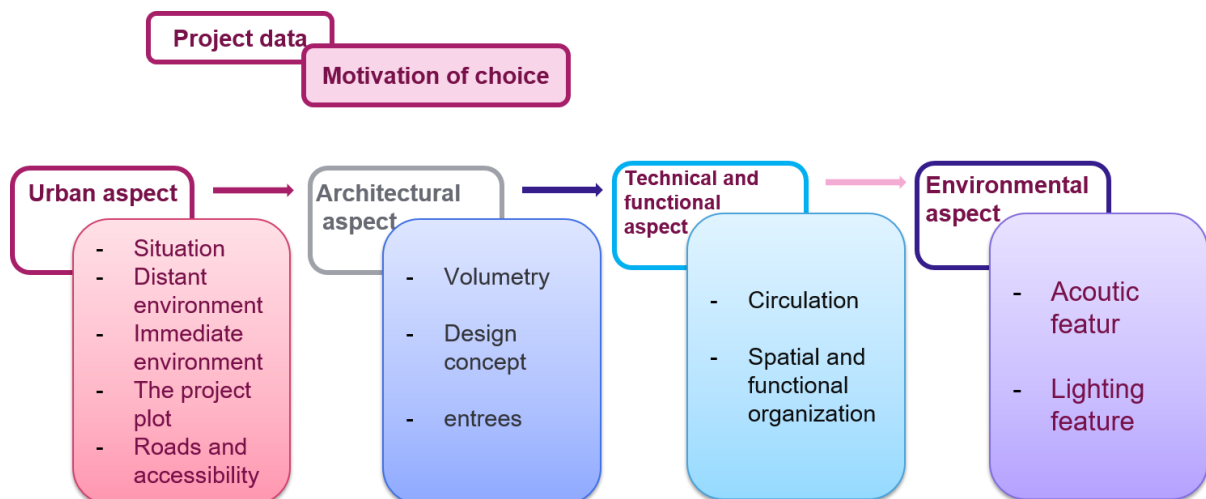 Project data
Motivation of choice
Urban aspect
- Situation
- Distant
environment
- Immediate
environment
- The project
plot
- Roads and
accessibility
Architectural
aspect
- Volumetry
- Design
concept
- entrees
Technical and
functional
aspect
- Circulation
- Spatial and
functional
organization
Environmental
aspect
- Acoutic
featur
- Lighting
feature